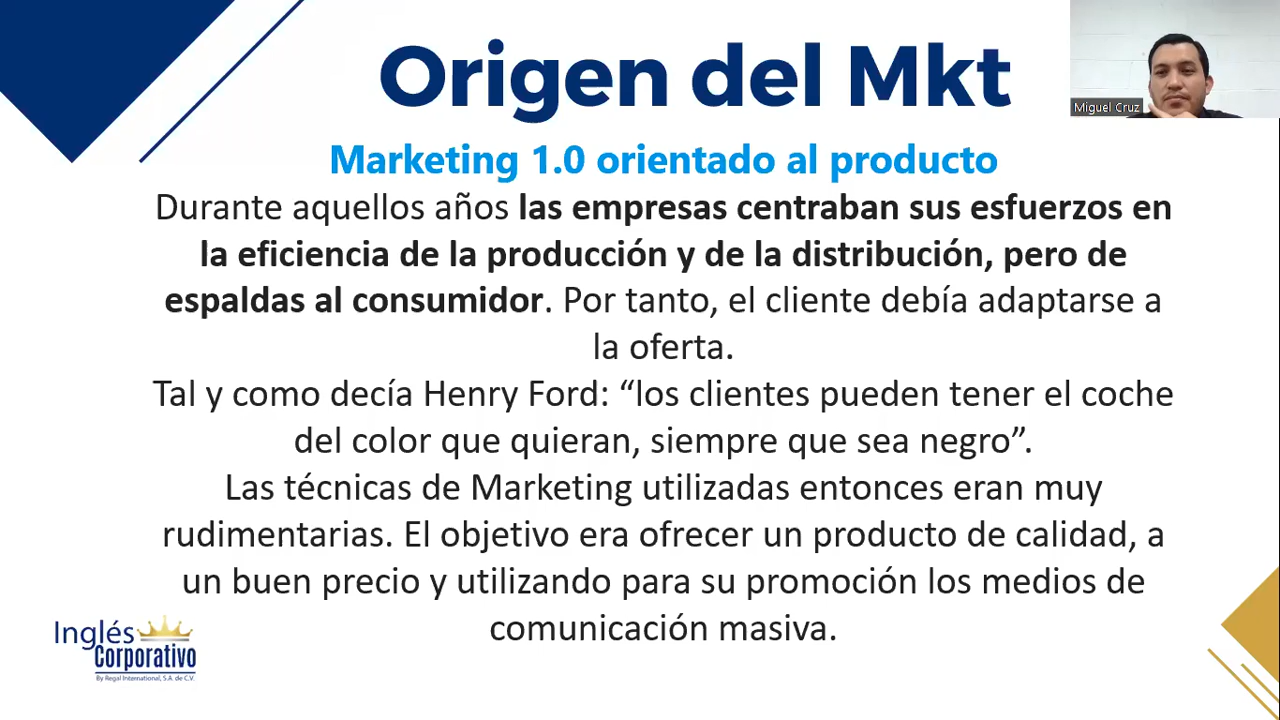 Origen del Mkt
Miguel Cruz
Marketing 1.0 orientado al producto
Durante aquellos años las empresas centraban sus esfuerzos en
la eficiencia de la producción y de la distribución, pero de
espaldas al consumidor. Por tanto, el cliente debía adaptarse a
la oferta.
Tal y como decía Henry Ford: “los clientes pueden tener el coche
del color que quieran, siempre que sea negro”.
Las técnicas de Marketing utilizadas entonces eran muy
rudimentarias. El objetivo era ofrecer un producto de calidad, a
un buen precio y utilizando para su promoción los medios de
comunicación masiva.
Inglés
Corporativo
By Regal International, S.A. de C.V.